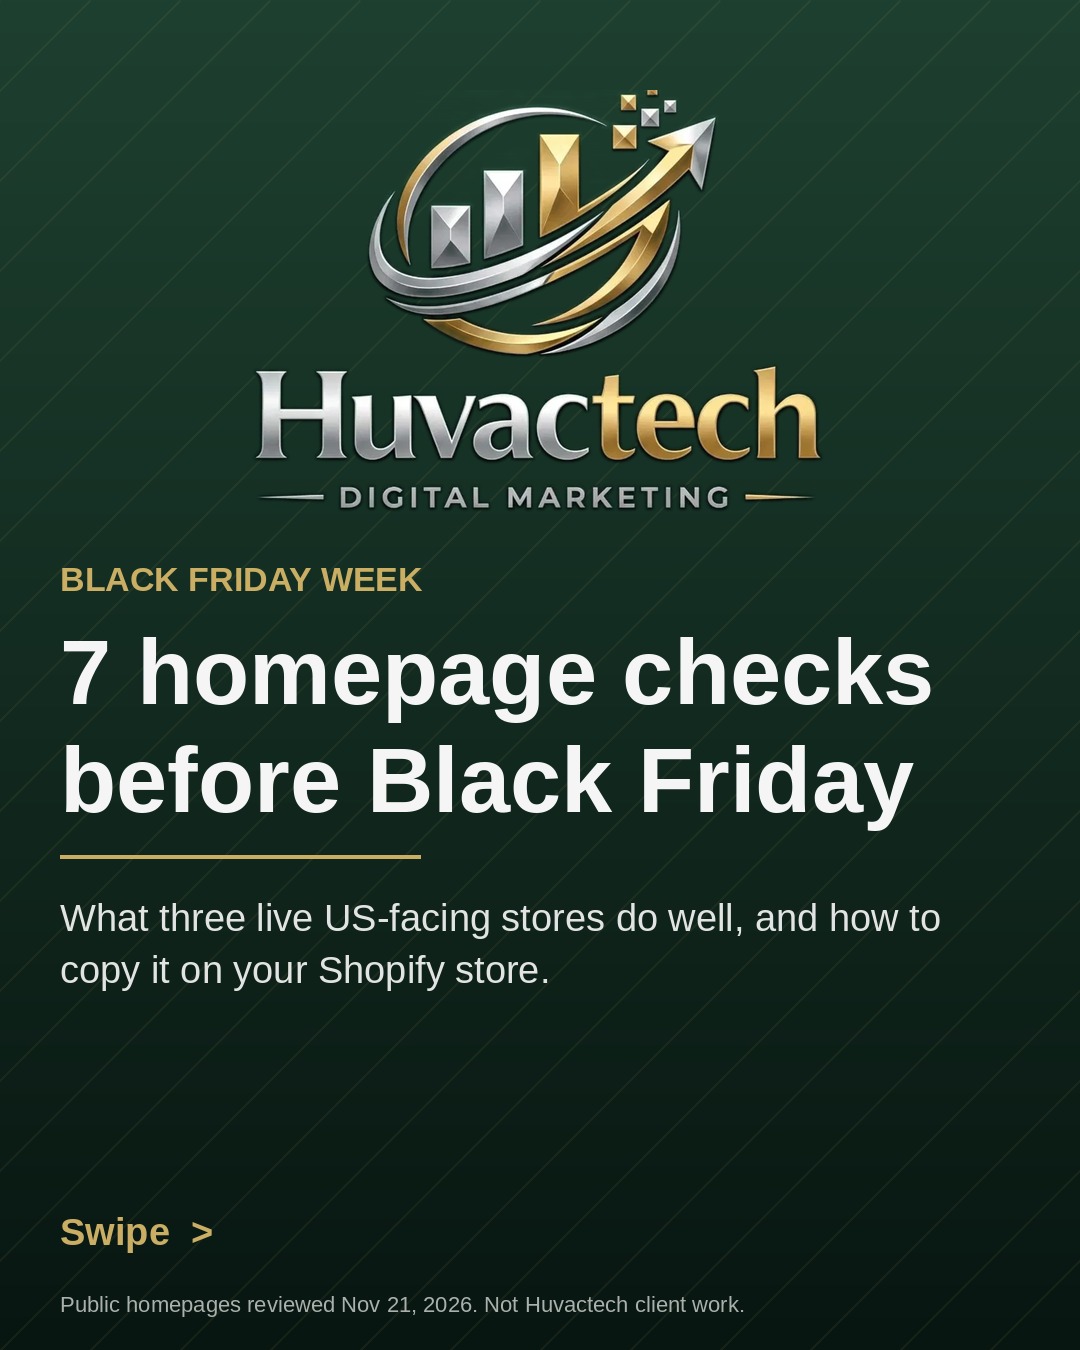 Huvactech
DIGITAL MARKETING
BLACK FRIDAY WEEK
7 homepage checks
before Black Friday
What three live US-facing stores do well, and how to
copy it on your Shopify store.
Swipe >
Public homepages reviewed Nov 21, 2026. Not Huvactech client work.